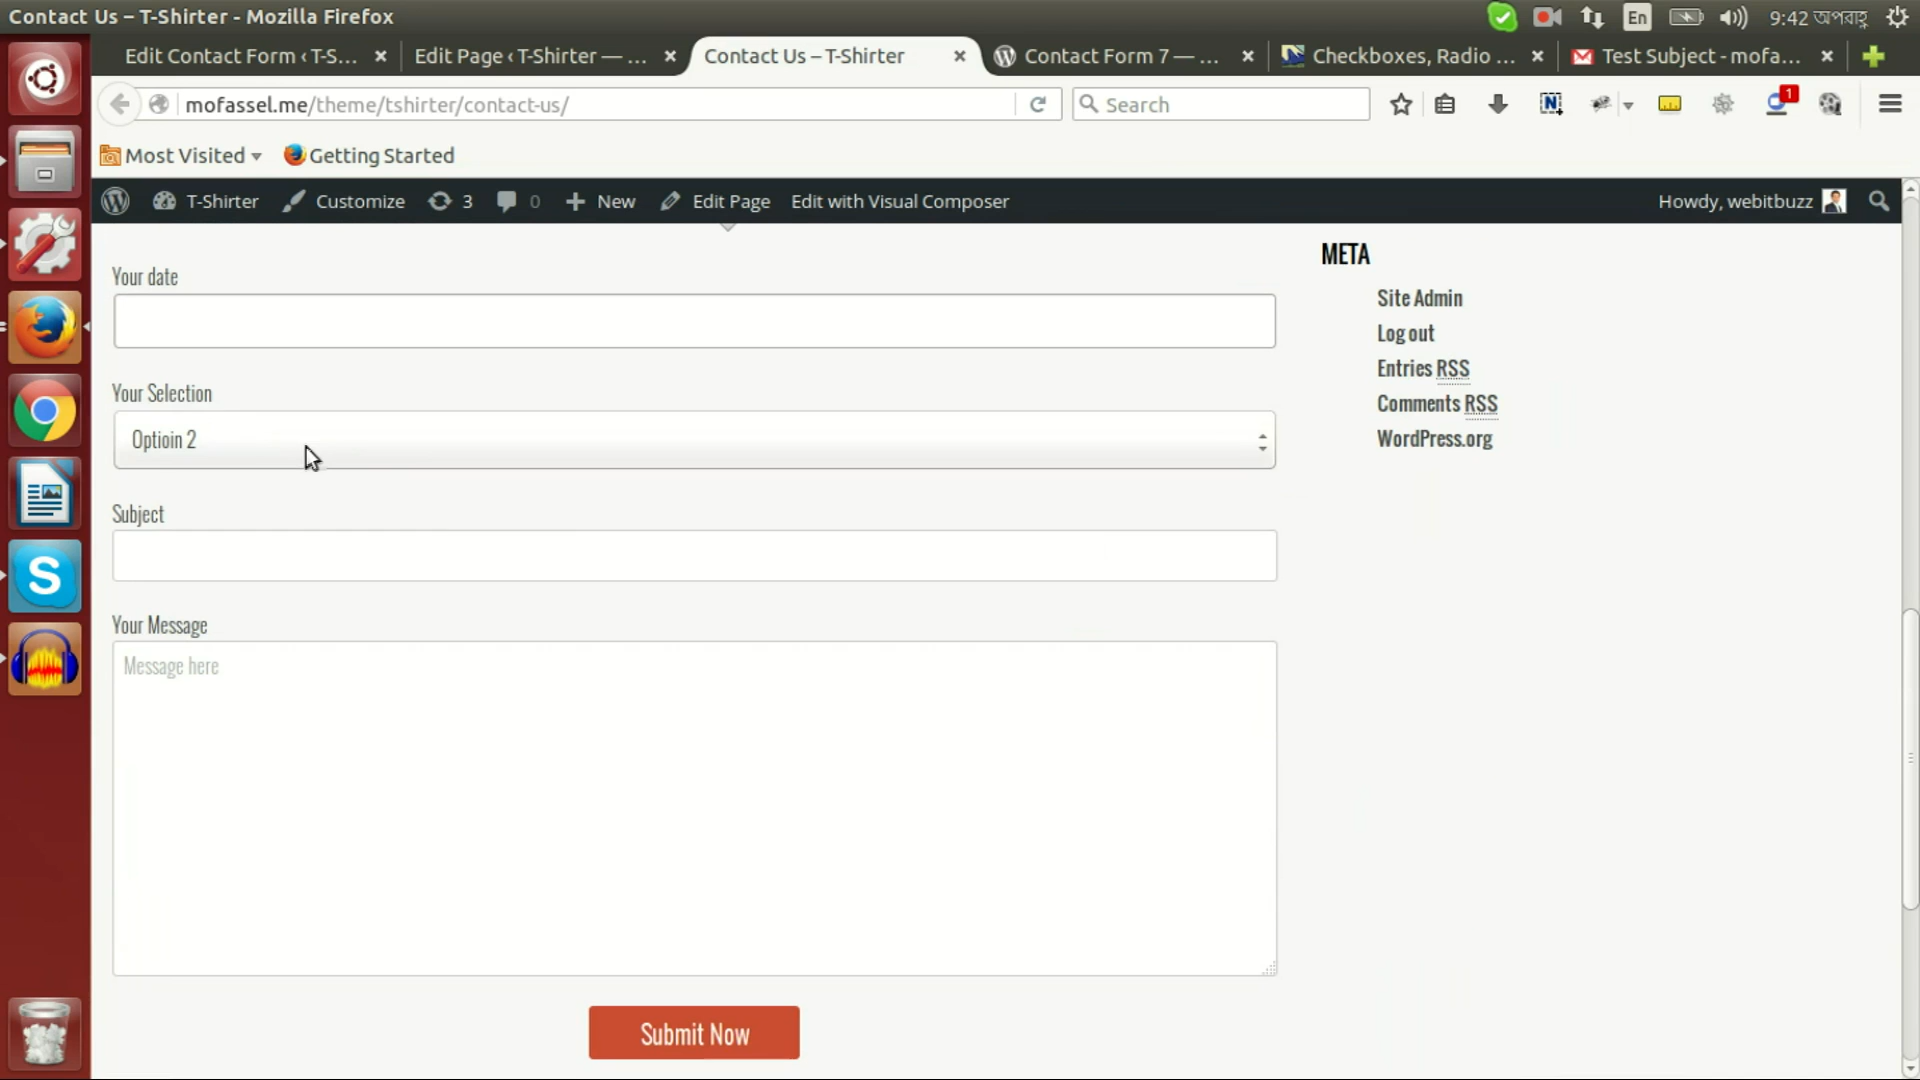 Contact Us – T-Shirter - Mozilla Firefox
En
9:42 অপরাহ্ণ
Edit Contact Form ‹ T-S...
Edit Page ‹ T-Shirter — ...
Contact Us – T-Shirter
Contact Form 7 — ...
Checkboxes, Radio ...
Test Subject - mofa...
mofassel.me/theme/tshirter/contact-us/
Search
1
Most Visited
Getting Started
T-Shirter
Customize
3
0
New
Edit Page
Edit with Visual Composer
Howdy, webitbuzz
Your date
Your Selection
Optioin 2
Subject
Your Message
Message here
Submit Now
META
Site Admin
Log out
Entries RSS
Comments RSS
WordPress.org